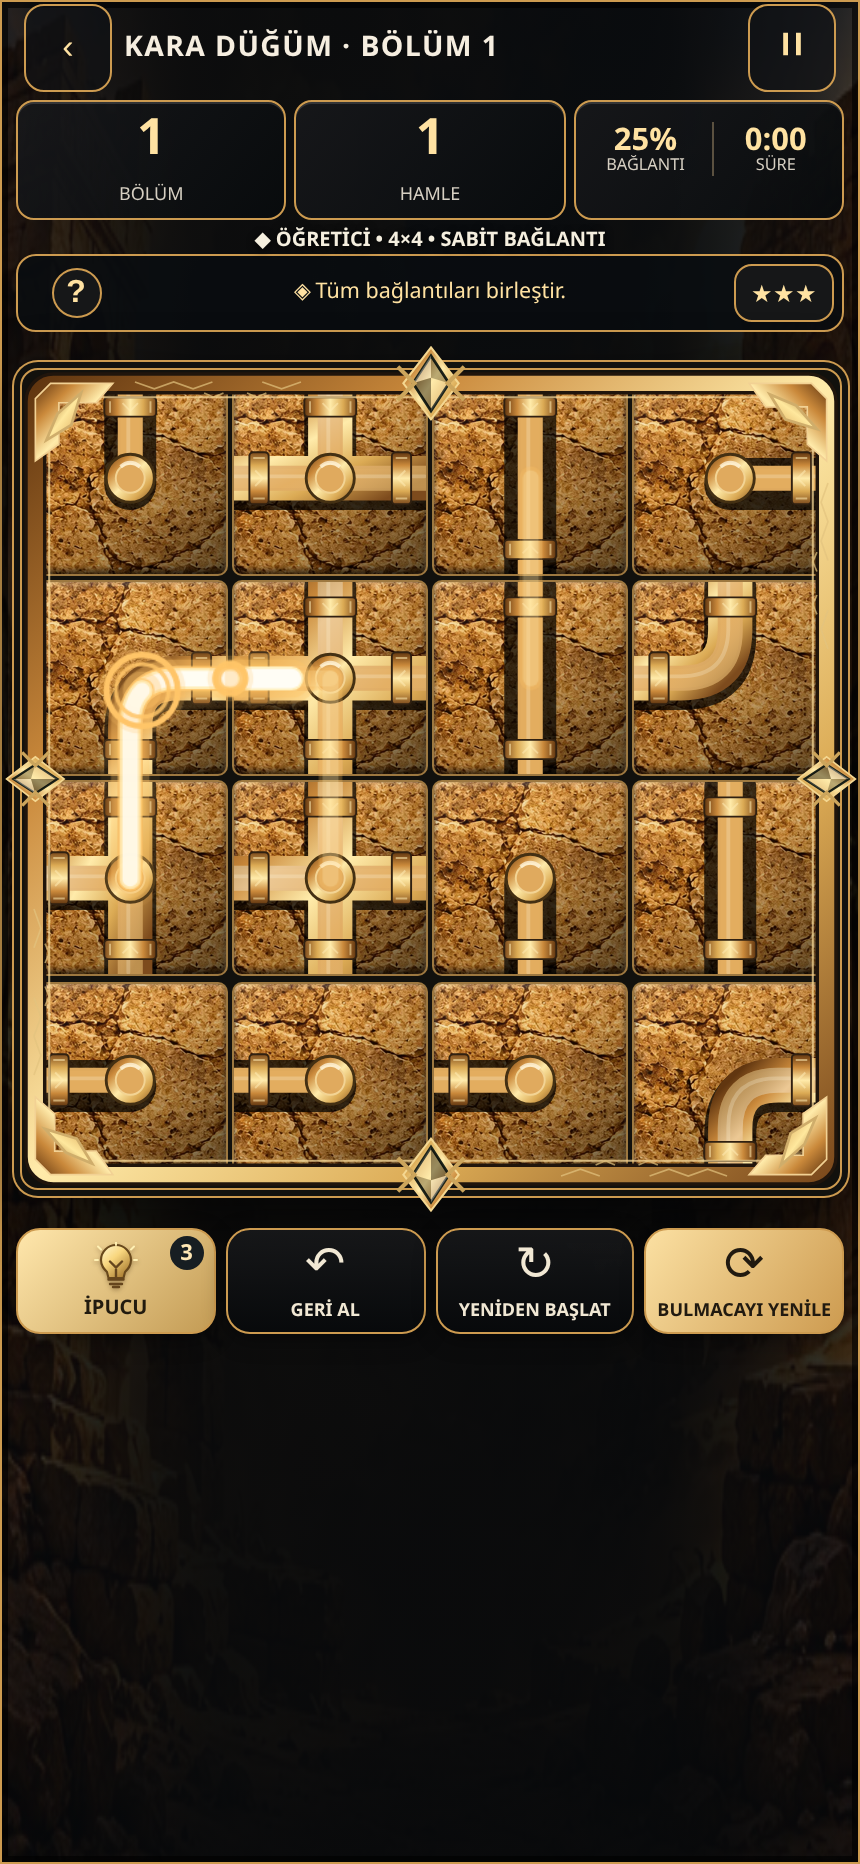 KARA DÜĞÜM · BÖLÜM 1
1
BÖLÜM
1
HAMLE
25%
BAĞLANTI
0:00
SÜRE
◆ ÖĞRETİCİ • 4×4 • SABİT BAĞLANTI
?
◈ Tüm bağlantıları birleştir.
★★★
3
İPUCU
GERİ AL
YENİDEN BAŞLAT
BULMACAYI YENİLE